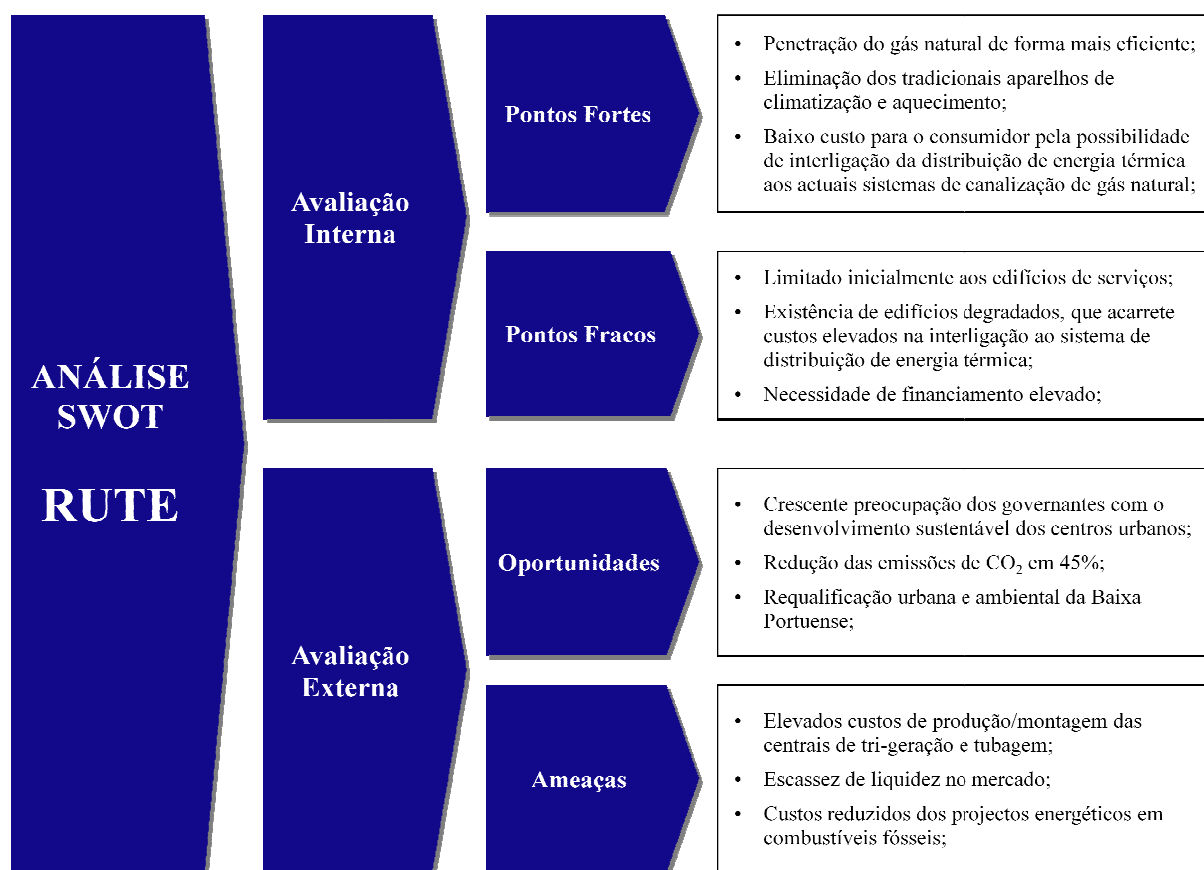 ANÁLISE
SWOT
RUTE
Avaliação
Interna
Pontos Fortes
• Penetração do gás natural de forma mais eficiente;
• Eliminação dos tradicionais aparelhos de
climatização e aquecimento;
• Baixo custo para o consumidor pela possibilidade
de interligação da distribuição de energia térmica
aos actuais sistemas de canalização de gás natural;
Pontos Fracos
• Limitado inicialmente aos edifícios de serviços;
• Existência de edifícios degradados, que acarrete
custos elevados na interligação ao sistema de
distribuição de energia térmica;
• Necessidade de financiamento elevado;
Avaliação
Externa
Oportunidades
• Crescente preocupação dos governantes com o
desenvolvimento sustentável dos centros urbanos;
• Redução das emissões de CO₂ em 45%;
• Requalificação urbana e ambiental da Baixa
Portuense;
Ameaças
• Elevados custos de produção/montagem das
centrais de tri-geração e tubagem;
• Escassez de liquidez no mercado;
• Custos reduzidos dos projectos energéticos em
combustíveis fósseis;